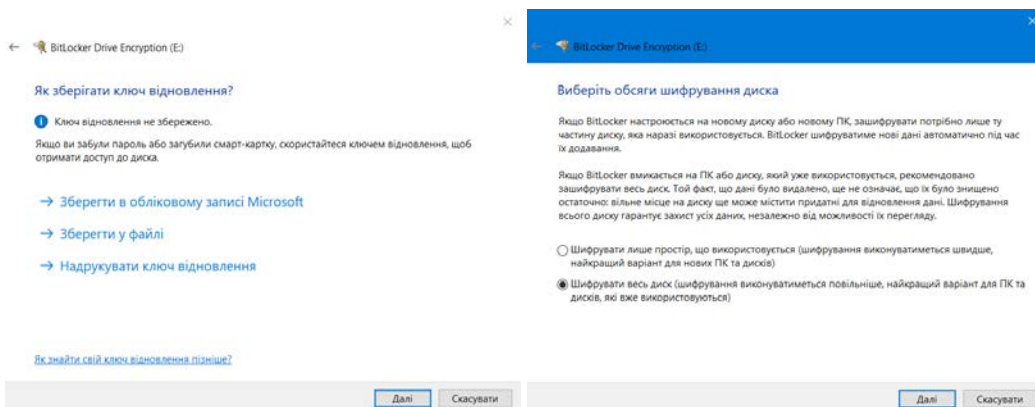 BitLocker Drive Encryption (E:)
Як зберігати ключ відновлення?
Ключ відновлення не збережено.
Якщо ви забули пароль або загубили смарт-картку, скористайтеся ключем відновлення, щоб
отримати доступ до диска.
Зберегти в обліковому записі Microsoft
Зберегти у файлі
Надрукувати ключ відновлення
Як знайти свій ключ відновлення пізніше?
Далі
Скасувати
BitLocker Drive Encryption (E:)
Виберіть обсяги шифрування диска
Якщо BitLocker настроюється на новому диску або новому ПК, зашифрувати потрібно лише ту
частину диску, яка наразі використовується. BitLocker шифруватиме нові дані автоматично під час
їх додавання.
Якщо BitLocker вмикається на ПК або диску, який уже використовується, рекомендовано
зашифрувати весь диск. Той факт, що дані було видалено, ще не означає, що їх було знищено
остаточно: вільне місце на диску ще може містити придатні для відновлення дані. Шифрування
всього диску гарантує захист усіх даних, незалежно від можливості їх перегляду.
Шифрувати лише простір, що використовується (шифрування виконуватиметься швидше,
найкращий варіант для нових ПК та дисків)
Шифрувати весь диск (шифрування виконуватиметься повільніше, найкращий варіант для ПК та
дисків, які вже використовуються)
Далі
Скасувати